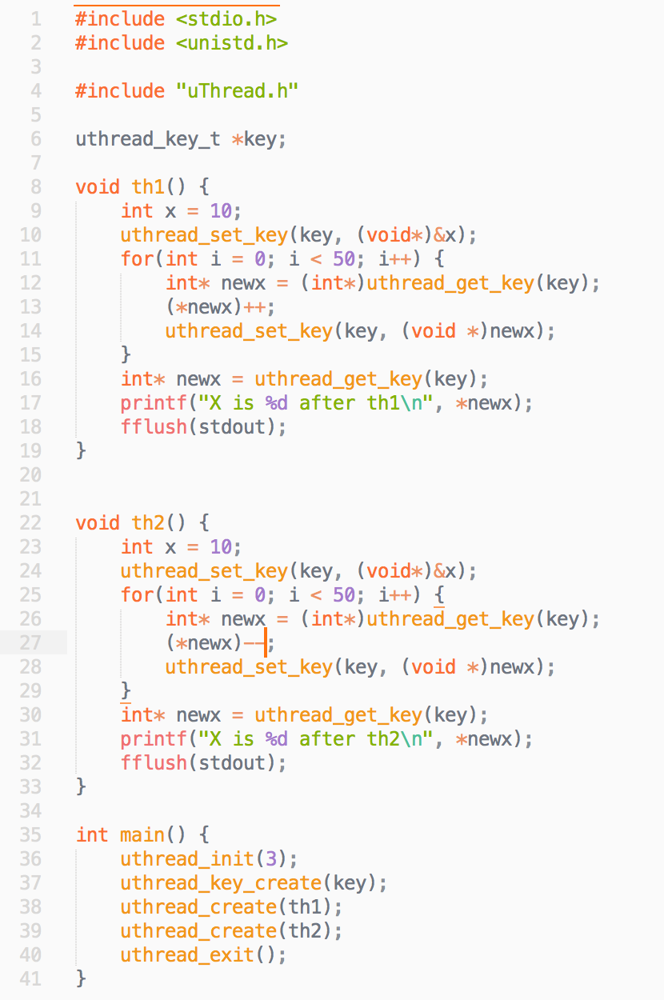 1 #include <stdio.h>
2 #include <unistd.h>
3
4 #include "uThread.h"
5
6 uthread_key_t *key;
7
8 void th1() {
9     int x = 10;
10     uthread_set_key(key, (void*)&x);
11     for(int i = 0; i < 50; i++) {
12         int* newx = (int*)uthread_get_key(key);
13         (*newx)++;
14         uthread_set_key(key, (void *)newx);
15     }
16     int* newx = uthread_get_key(key);
17     printf("X is %d after th1\n", *newx);
18     fflush(stdout);
19 }
20
21
22 void th2() {
23     int x = 10;
24     uthread_set_key(key, (void*)&x);
25     for(int i = 0; i < 50; i++) {
26         int* newx = (int*)uthread_get_key(key);
27         (*newx)--;
28         uthread_set_key(key, (void *)newx);
29     }
30     int* newx = uthread_get_key(key);
31     printf("X is %d after th2\n", *newx);
32     fflush(stdout);
33 }
34
35 int main() {
36     uthread_init(3);
37     uthread_key_create(key);
38     uthread_create(th1);
39     uthread_create(th2);
40     uthread_exit();
41 }